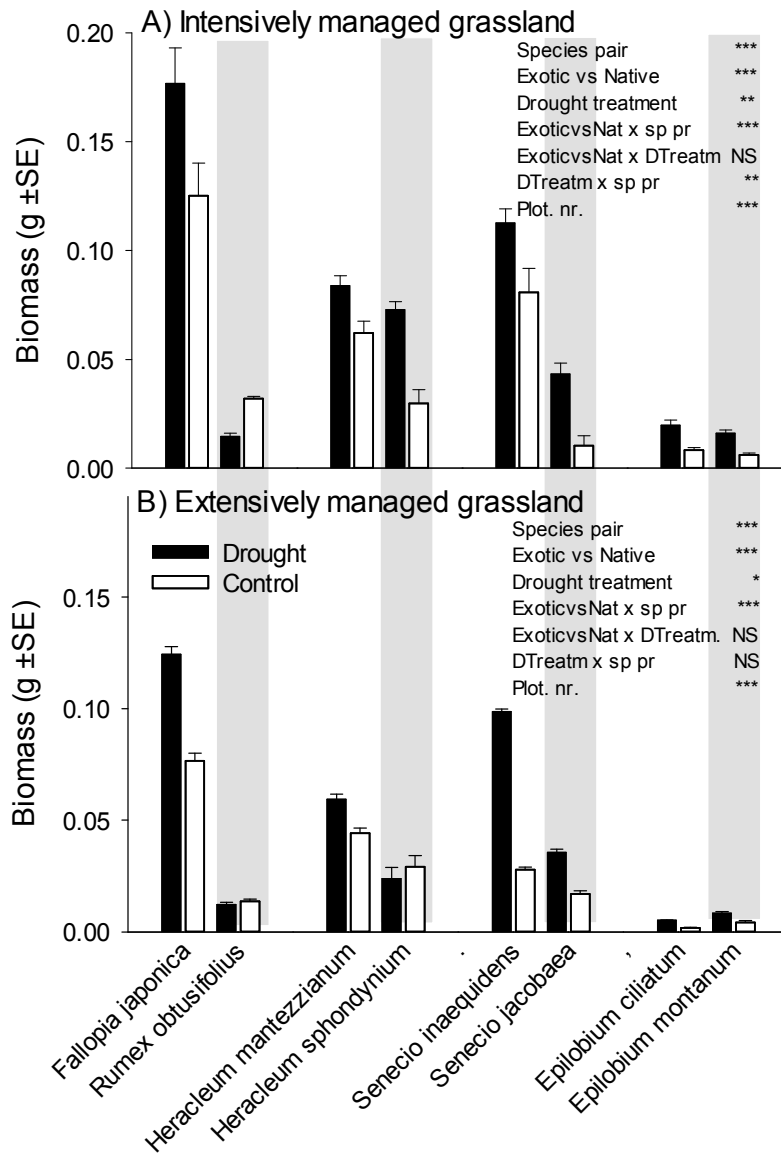 A) Intensively managed grassland
Species pair ***
Exotic vs Native ***
Drought treatment **
ExoticvsNat x sp pr ***
ExoticvsNat x DTreatm NS
DTreatm x sp pr **
Plot. nr. ***
Biomass (g ±SE)
0.20
0.15
0.10
0.05
0.00
B) Extensively managed grassland
Species pair ***
Exotic vs Native ***
Drought treatment *
ExoticvsNat x sp pr ***
ExoticvsNat x DTreatm. NS
DTreatm x sp pr NS
Plot. nr. ***
Drought
Control
Biomass (g ±SE)
0.15
0.10
0.05
0.00
Fallopia japonica
Rumex obtusifolius
Heracleum mantezzianum
Heracleum sphondynium
Senecio inaequidens
Senecio jacobaea
Epilobium ciliatum
Epilobium montanum